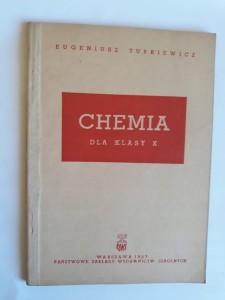 EUGENIUSZ TURKIEWICZ
CHEMIA
DLA KLASY X
WARSZAWA 1957
PAŃSTWOWE ZAKŁADY WYDAWNICTW SZKOLNYCH